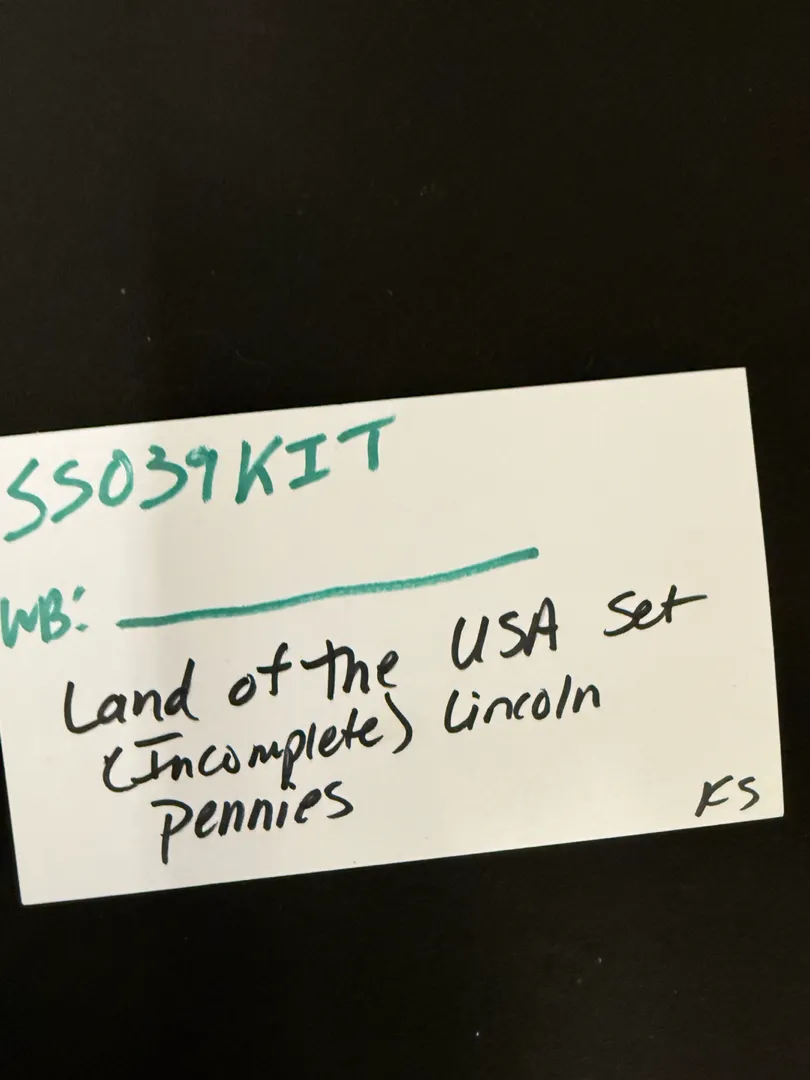 SS039KIT
WB:
Land of the USA Set
(Incomplete) Lincoln
Pennies
KS